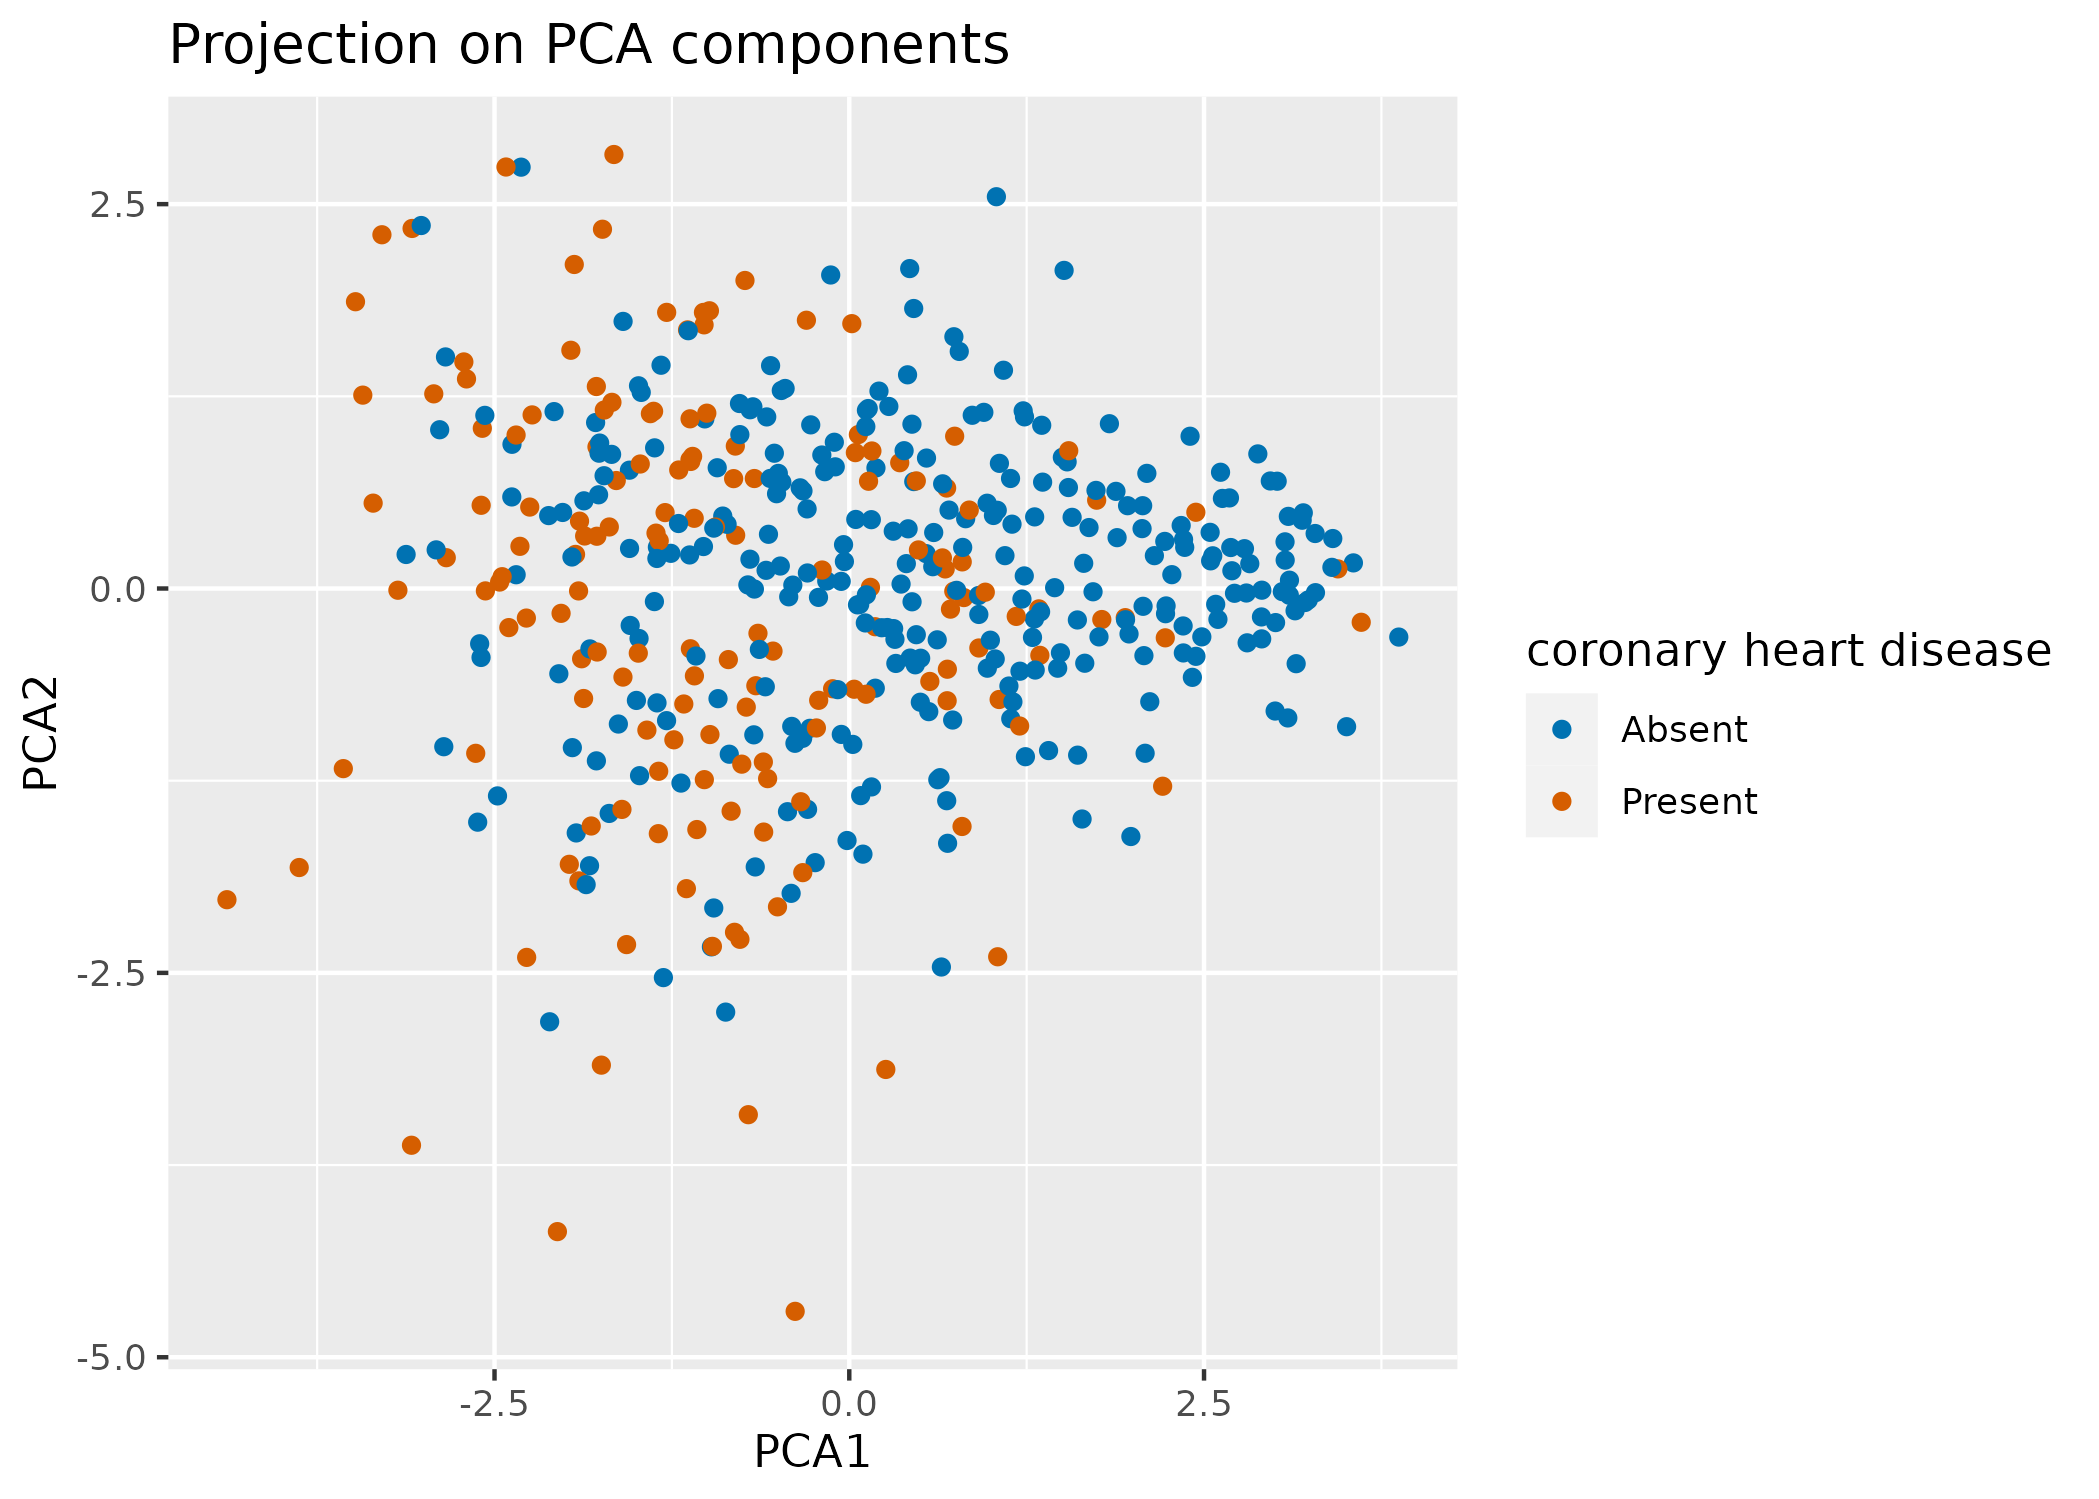 Projection on PCA components
2.5
0.0
-2.5
-5.0
PCA2
-2.5
0.0
2.5
PCA1
coronary heart disease
Absent
Present